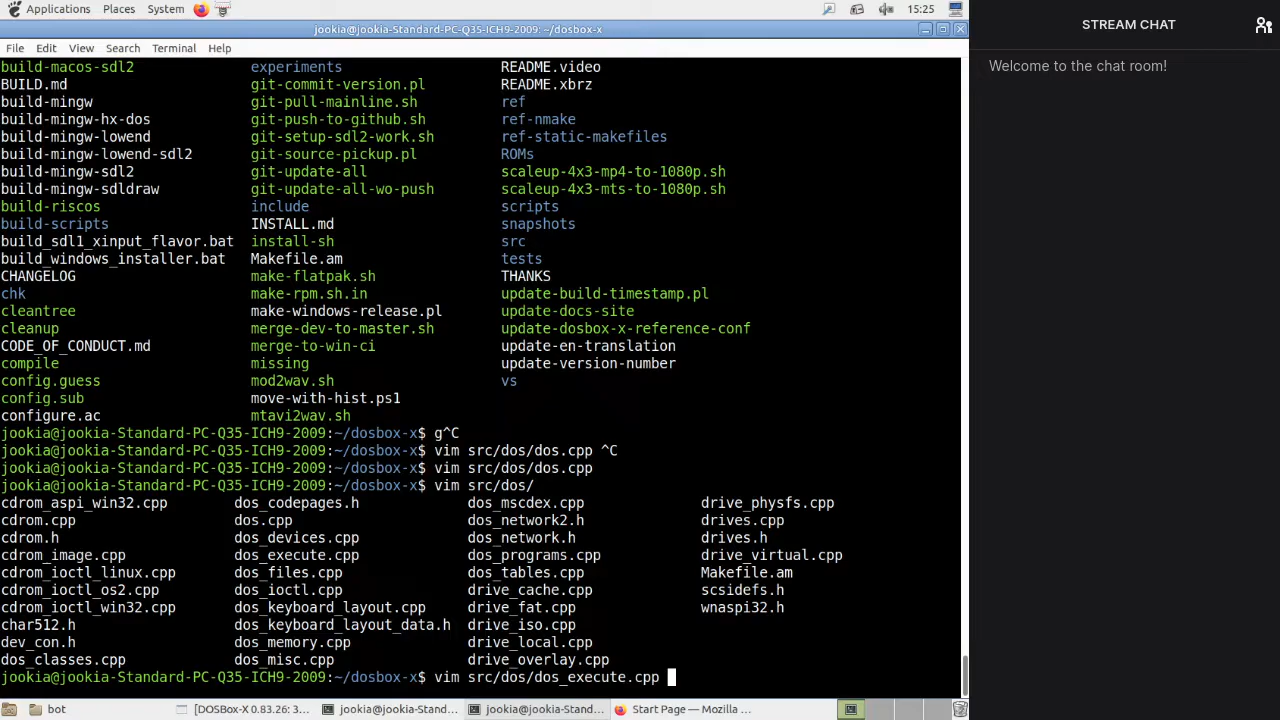 Applications Places System 15:25
jookia@jookia-Standard-PC-Q35-ICH9-2009: ~/dosbox-x
File Edit View Search Terminal Help
build-macos-sdl2 experiments README.video
BUILD.md git-commit-version.pl README.xbrz
build-mingw git-pull-mainline.sh ref
build-mingw-hx-dos git-push-to-github.sh ref-nmake
build-mingw-lowend git-setup-sdl2-work.sh ref-static-makefiles
build-mingw-lowend-sdl2 git-source-pickup.pl ROMs
build-mingw-sdl2 git-update-all scaleup-4x3-mp4-to-1080p.sh
build-mingw-sdldraw git-update-all-wo-push scaleup-4x3-mts-to-1080p.sh
build-riscos include scripts
build-scripts INSTALL.md snapshots
build_sdl1_xinput_flavor.bat install-sh src
build_windows_installer.bat Makefile.am tests
CHANGELOG make-flatpak.sh THANKS
chk make-rpm.sh.in update-build-timestamp.pl
cleantree make-windows-release.pl update-docs-site
cleanup merge-dev-to-master.sh update-dosbox-x-reference-conf
CODE_OF_CONDUCT.md merge-to-win-ci update-en-translation
compile missing update-version-number
config.guess mod2wav.sh vs
config.sub move-with-hist.ps1
configure.ac mtavi2wav.sh
jookia@jookia-Standard-PC-Q35-ICH9-2009:~/dosbox-x$ g^C
jookia@jookia-Standard-PC-Q35-ICH9-2009:~/dosbox-x$ vim src/dos/dos.cpp ^C
jookia@jookia-Standard-PC-Q35-ICH9-2009:~/dosbox-x$ vim src/dos/dos.cpp
jookia@jookia-Standard-PC-Q35-ICH9-2009:~/dosbox-x$ vim src/dos/
cdrom_aspi_win32.cpp dos_codepages.h dos_mscdex.cpp drive_physfs.cpp
cdrom.cpp dos.cpp dos_network2.h drives.cpp
cdrom.h dos_devices.cpp dos_network.h drives.h
cdrom_image.cpp dos_execute.cpp dos_programs.cpp drive_virtual.cpp
cdrom_ioctl_linux.cpp dos_files.cpp dos_tables.cpp Makefile.am
cdrom_ioctl_os2.cpp dos_ioctl.cpp drive_cache.cpp scsidefs.h
cdrom_ioctl_win32.cpp dos_keyboard_layout.cpp drive_fat.cpp wnaspi32.h
char512.h dos_keyboard_layout_data.h drive_iso.cpp
dev_con.h dos_memory.cpp drive_local.cpp
dos_classes.cpp dos_misc.cpp drive_overlay.cpp
jookia@jookia-Standard-PC-Q35-ICH9-2009:~/dosbox-x$ vim src/dos/dos_execute.cpp
bot [DOSBox-X 0.83.26: 3... jookia@jookia-Standa... jookia@jookia-Stand... Start Page — Mozilla ...
STREAM CHAT
Welcome to the chat room!